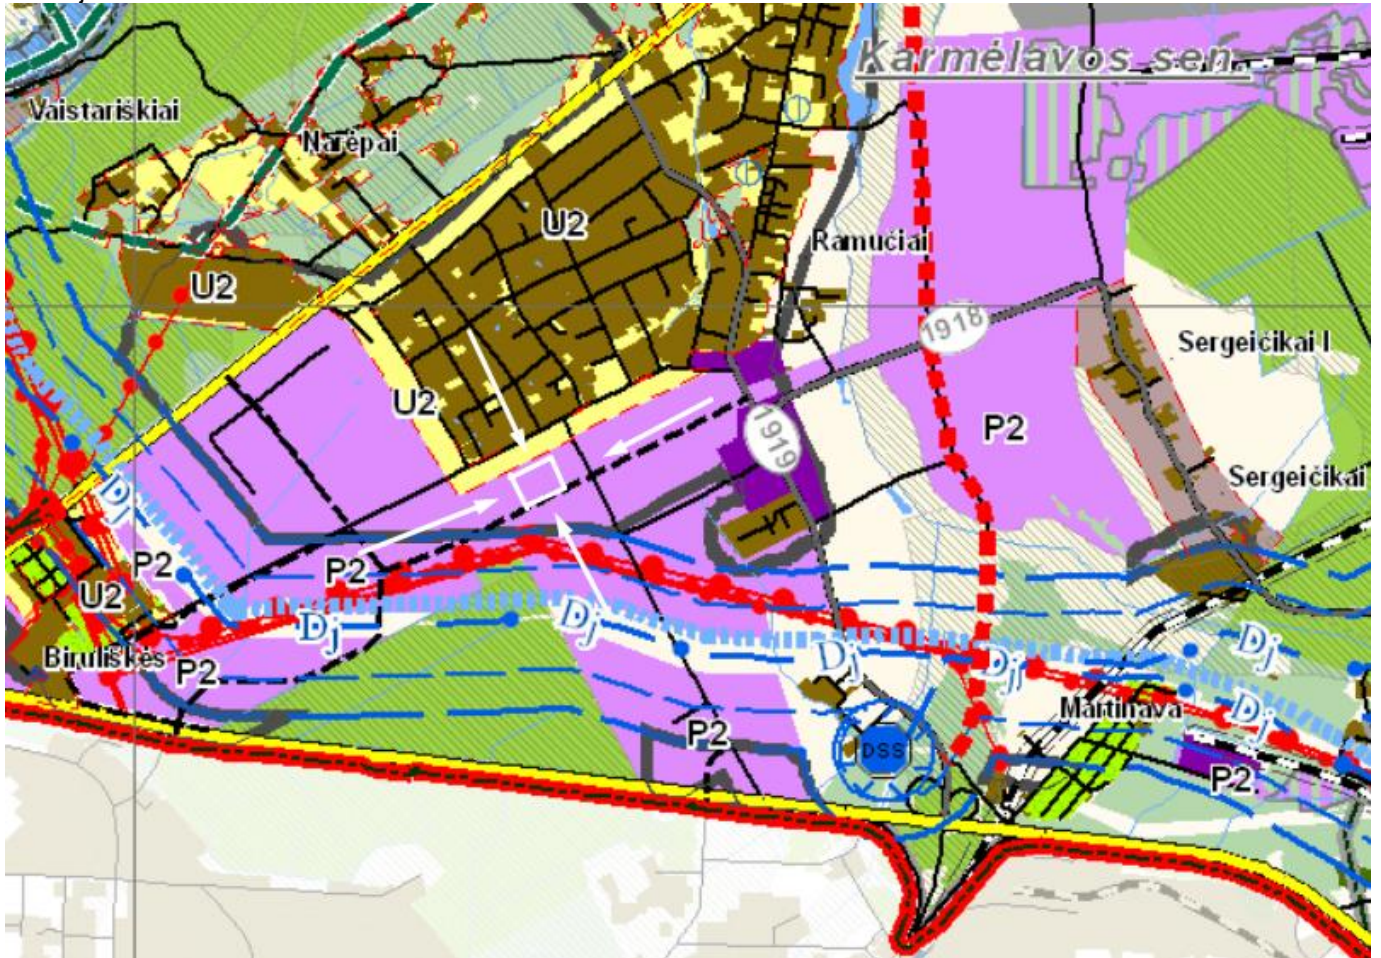 Karmėlavos sen.
Vaistariškiai
Narėpai
U2
Ramučiai
U2
1918
Sergeičikai I
U2
P2
1919
Sergeičikai
Dj
P2
P2
U2
Dj
Dj
Dj
Dj
Dj
Biruliškės
P2
Martinava
Dj
P2
DSS
P2